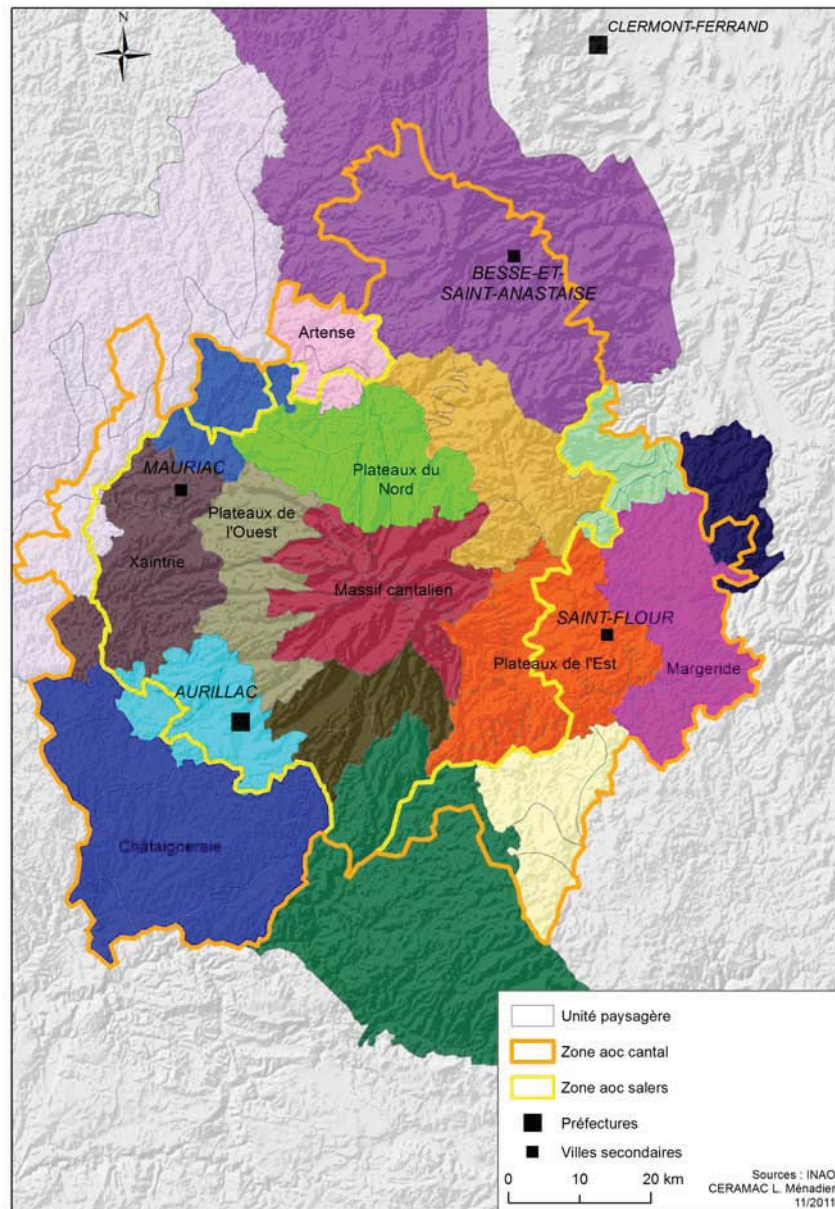 N
CLERMONT-FERRAND
BESSE-ET-
SAINT-ANASTAISE
Artense
MAURIAC
Plateaux du
Nord
Plateaux de
l'Ouest
Xaintrie
Massif cantalien
SAINT-FLOUR
Plateaux de l'Est
Margeride
AURILLAC
Châtaigneraie
Unité paysagère
Zone aoc cantal
Zone aoc salers
Préfectures
Villes secondaires
0 10 20 km
Sources : INAO
CERAMAC L. Ménadier
11/2011